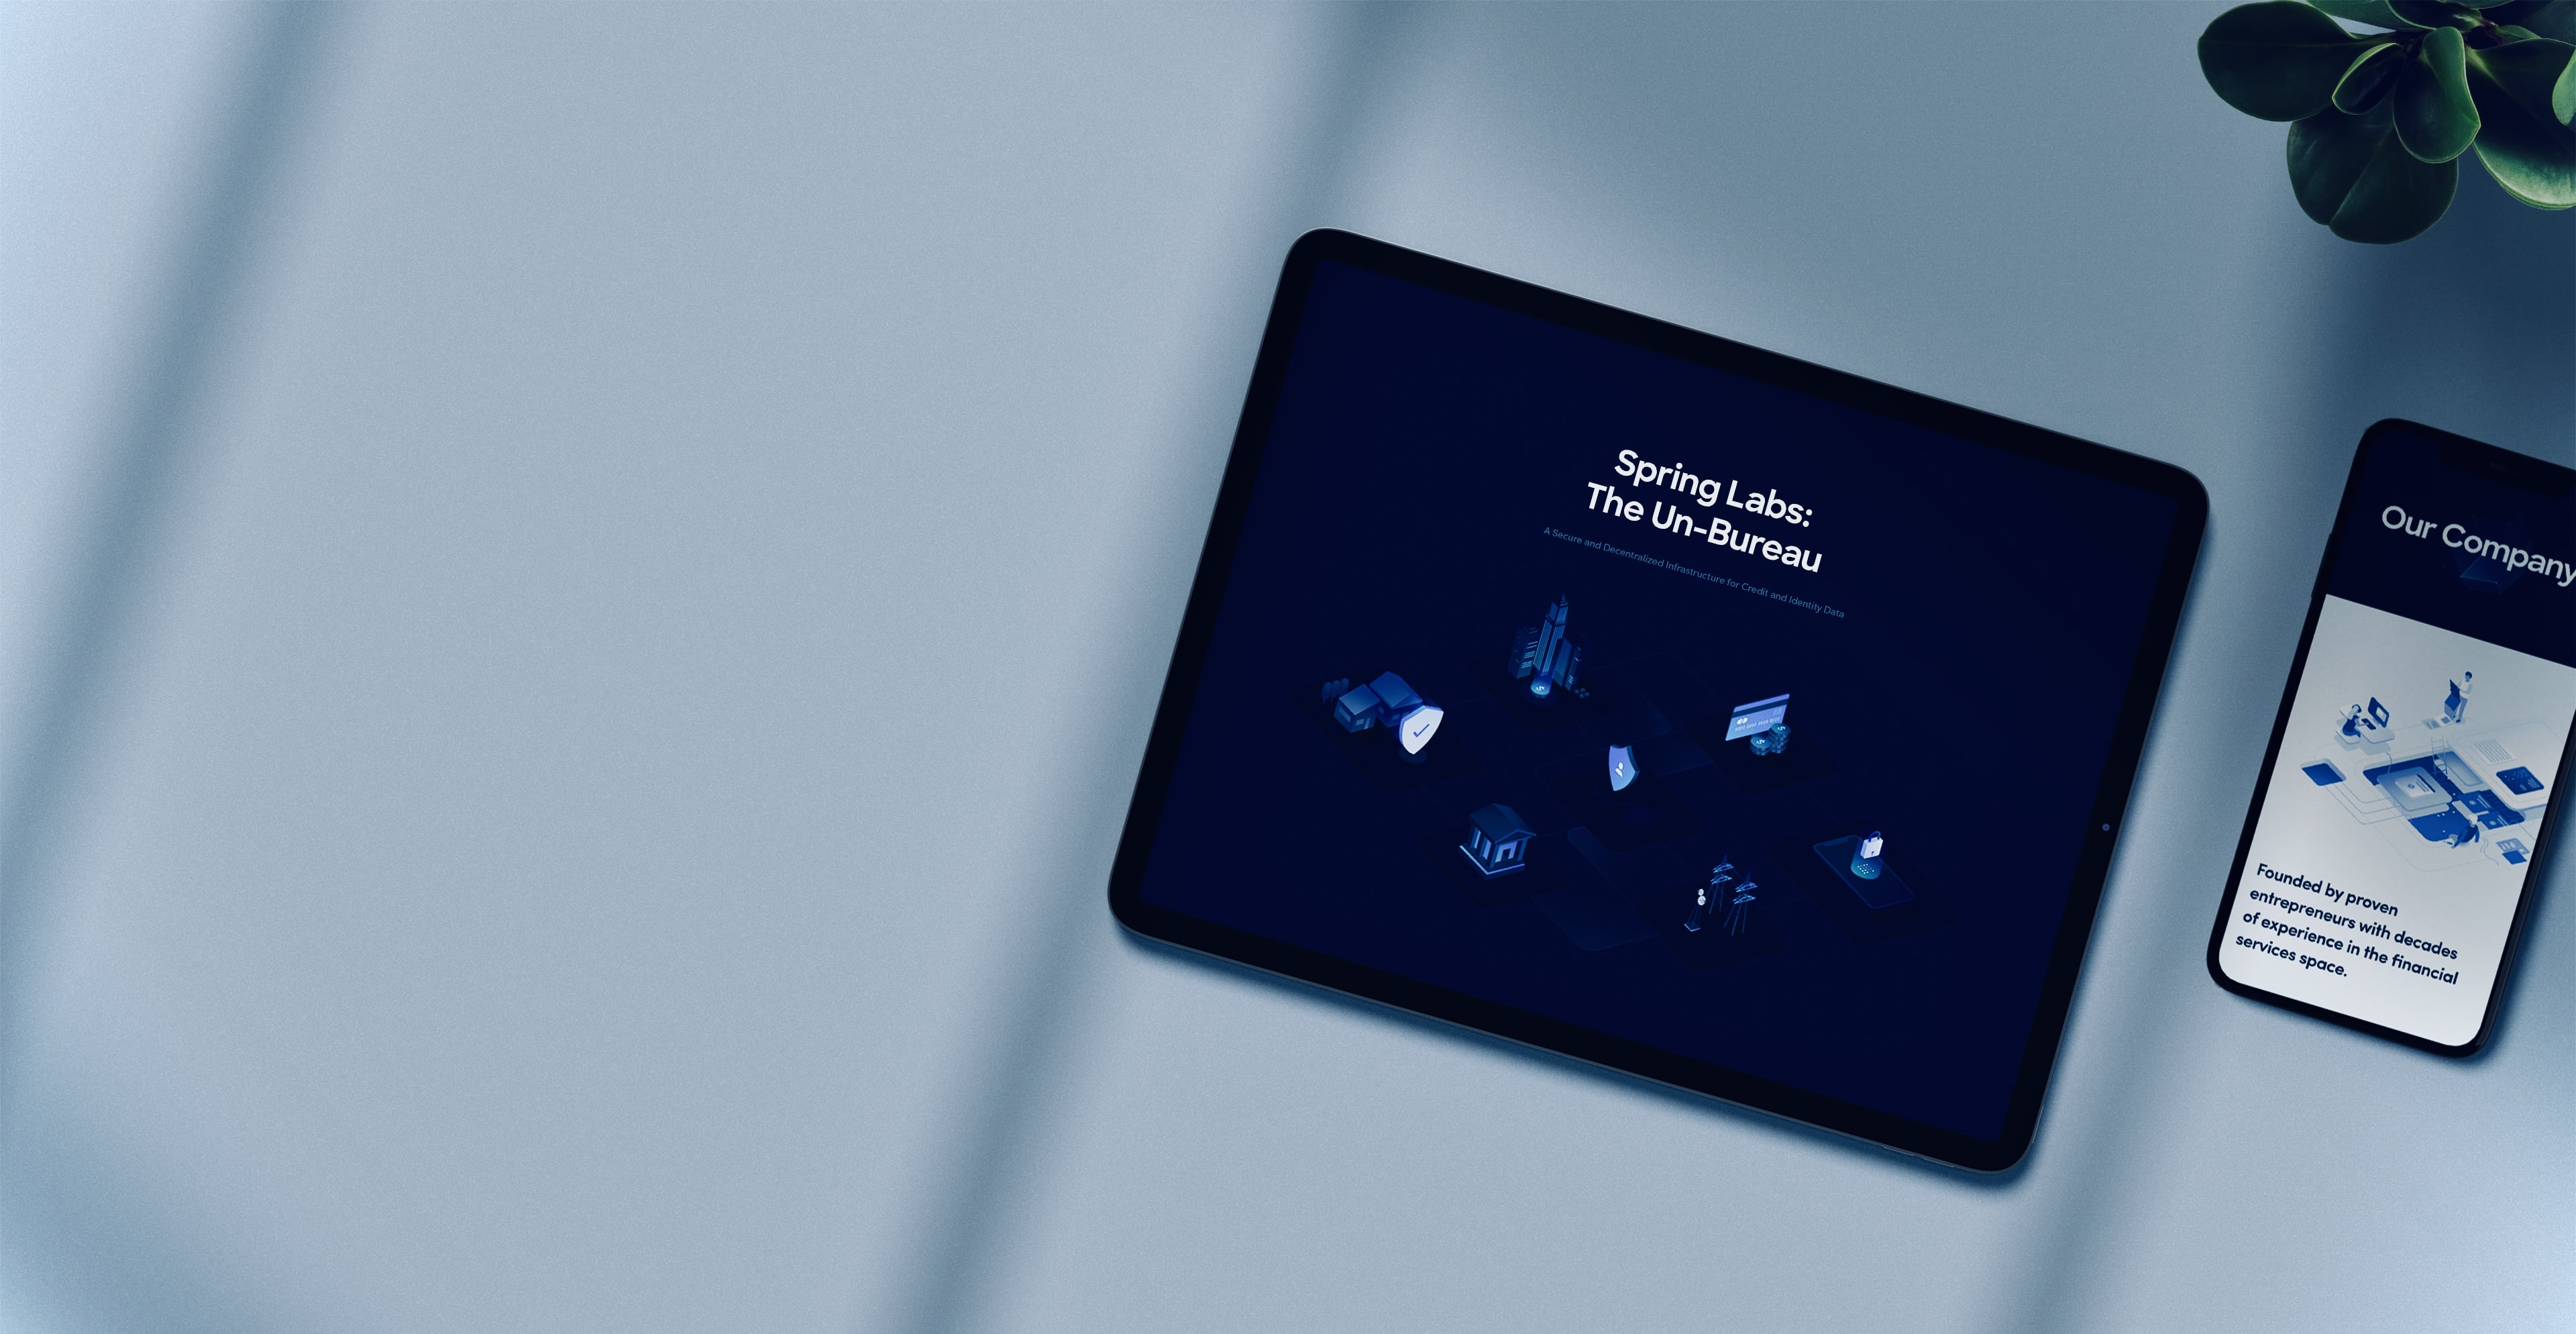 Spring Labs:
The Un-Bureau
A Secure and Decentralized Infrastructure for Credit and Identity Data
Our Company
Founded by proven
entrepreneurs with decades
of experience in the financial
services space.